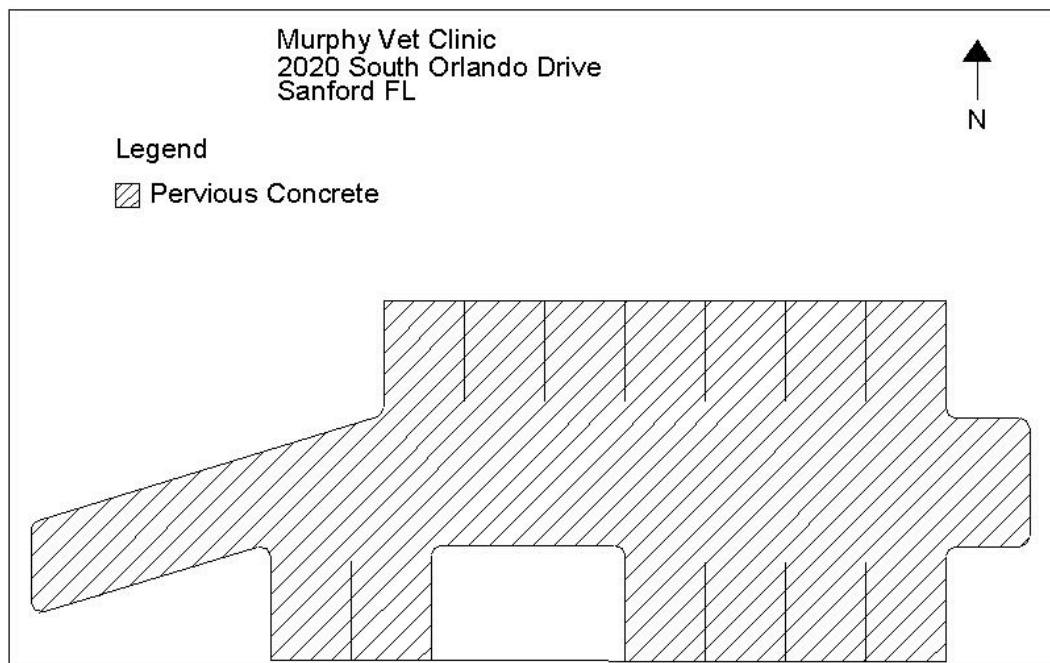 Murphy Vet Clinic
2020 South Orlando Drive
Sanford FL
N
Legend
Pervious Concrete